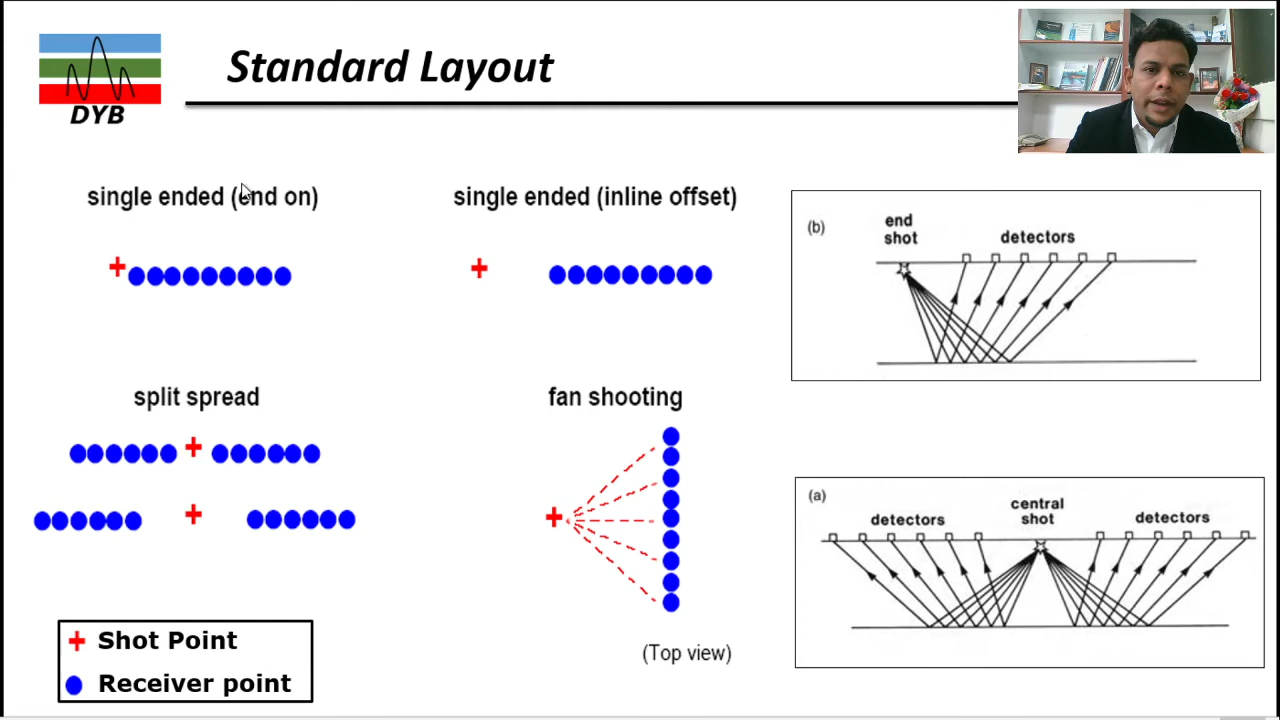 DYB
Standard Layout
single ended (end on)
single ended (inline offset)
split spread
fan shooting
(Top view)
+ Shot Point
Receiver point
(b)
end
shot
detectors
(a)
detectors
central
shot
detectors